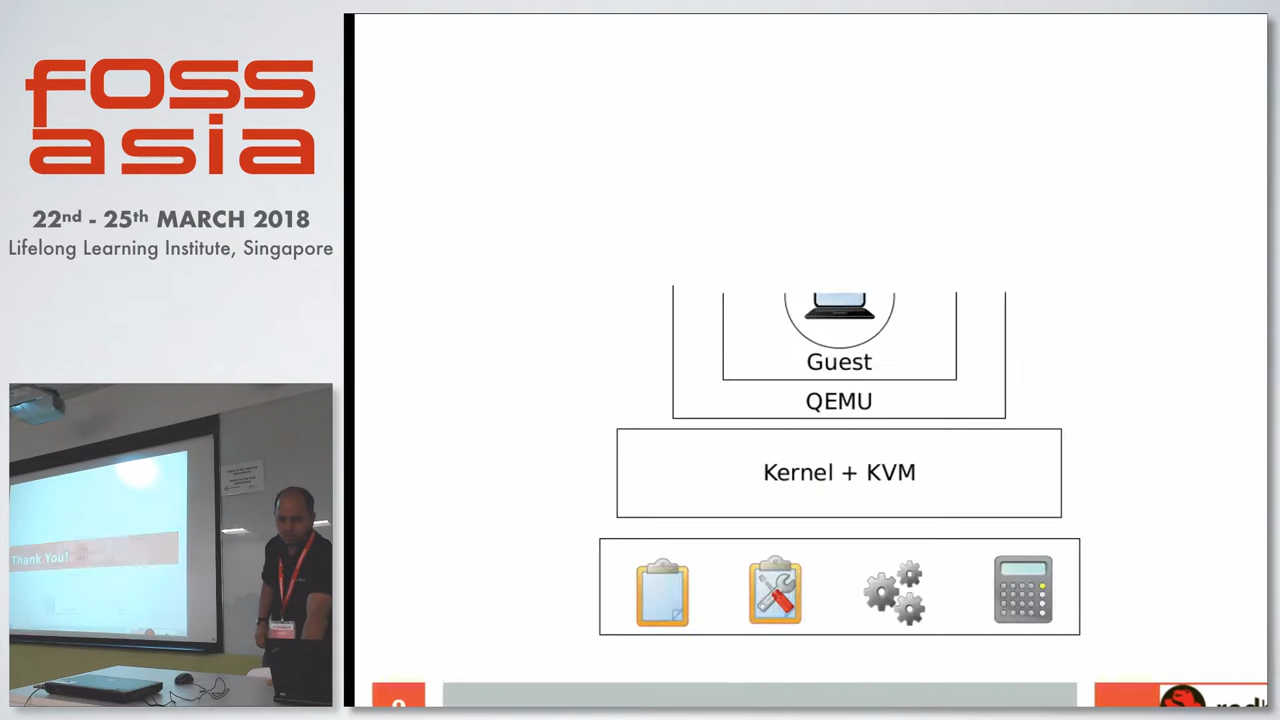 foss
asia
22nd - 25th MARCH 2018
Lifelong Learning Institute, Singapore
Guest
QEMU
Kernel + KVM
Thank You!